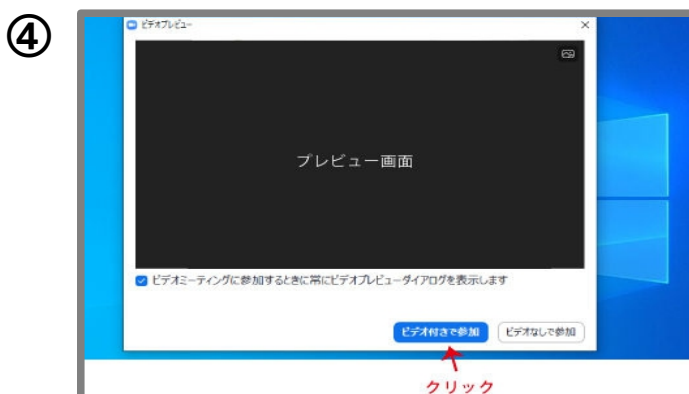 ④
ビデオプレビュー
プレビュー画面
ビデオミーティングに参加するときに常にビデオプレビューダイアログを表示します
ビデオ付きで参加 ビデオなしで参加
クリック